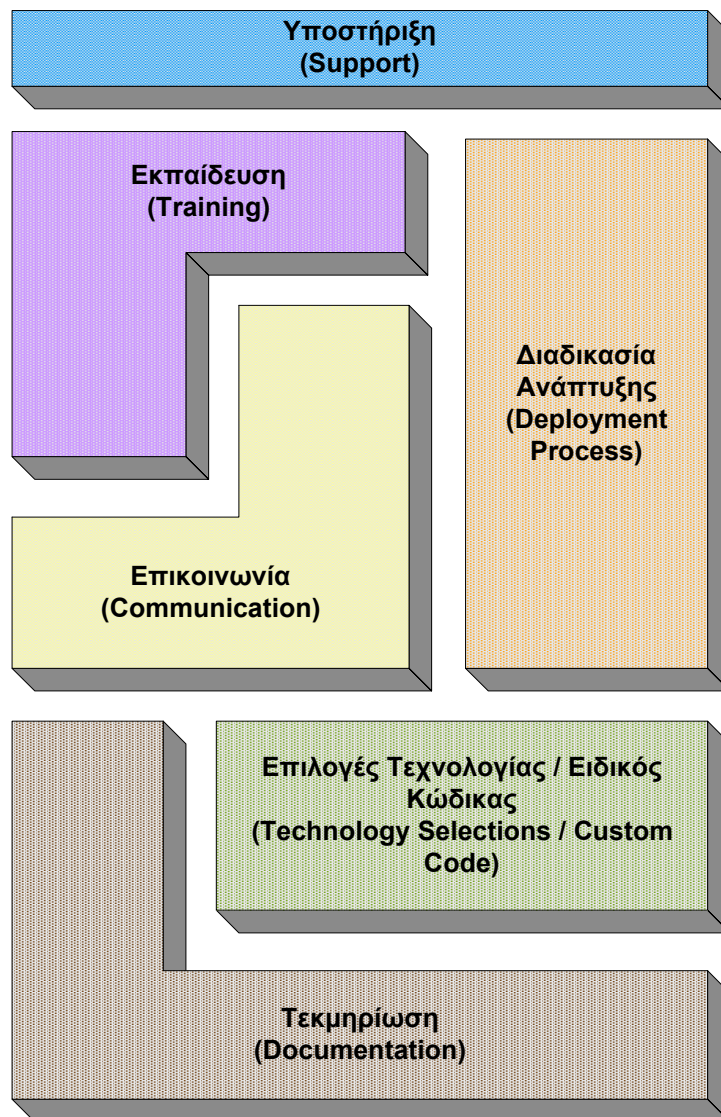 Υποστήριξη
(Support)
Εκπαίδευση
(Training)
Διαδικασία
Ανάπτυξης
(Deployment
Process)
Επικοινωνία
(Communication)
Επιλογές Τεχνολογίας / Ειδικός
Κώδικας
(Technology Selections / Custom
Code)
Τεκμηρίωση
(Documentation)